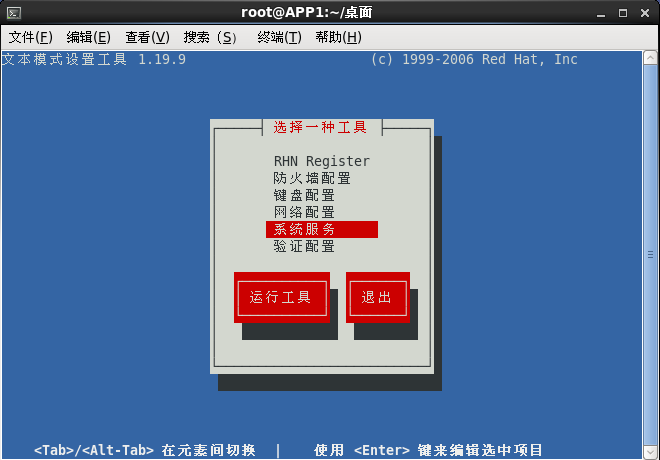 root@APP1:~/桌面
文件(F) 编辑(E) 查看(V) 搜索（S） 终端(T) 帮助(H)
文本模式设置工具 1.19.9 (c) 1999-2006 Red Hat, Inc
选择一种工具
RHN Register
防火墙配置
键盘配置
网络配置
系统服务
验证配置
运行工具 退出
<Tab>/<Alt-Tab> 在元素间切换 | 使用 <Enter> 键来编辑选中项目